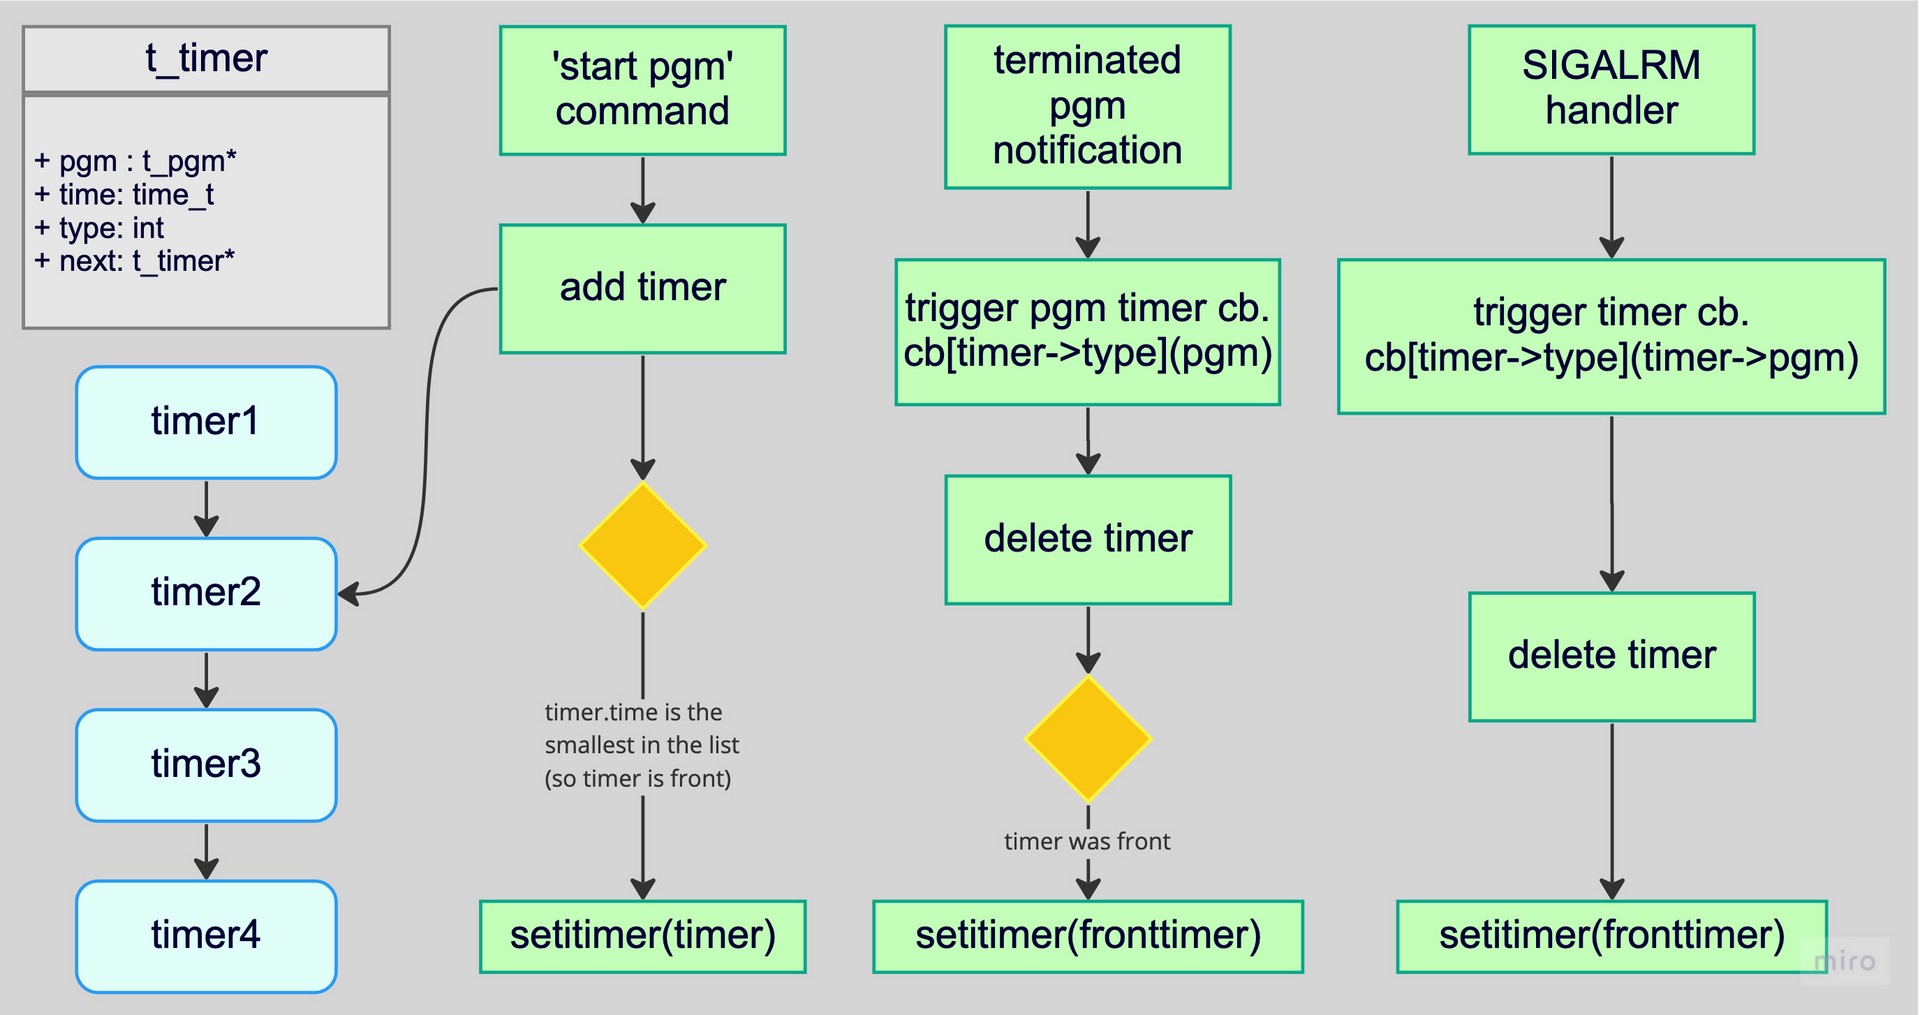 t_timer
+ pgm : t_pgm*
+ time: time_t
+ type: int
+ next: t_timer*
timer1
timer2
timer3
timer4
'start pgm'
command
add timer
timer.time is the
smallest in the list
(so timer is front)
setitimer(timer)
terminated
pgm
notification
trigger pgm timer cb.
cb[timer->type](pgm)
delete timer
timer was front
setitimer(fronttimer)
SIGALRM
handler
trigger timer cb.
cb[timer->type](timer->pgm)
delete timer
setitimer(fronttimer)
miro